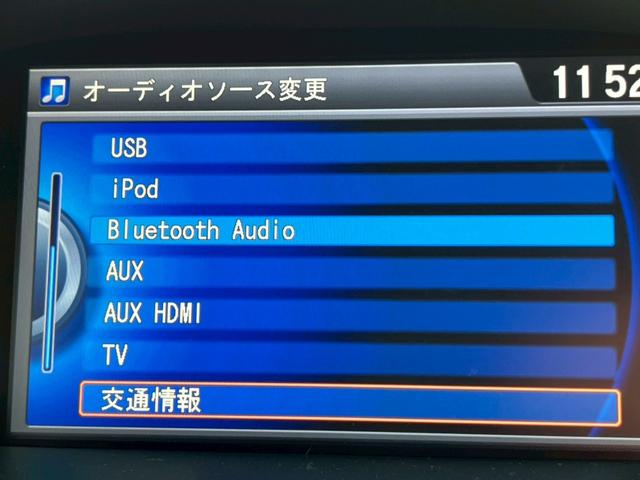 オーディオソース変更
11 52
USB
iPod
Bluetooth Audio
AUX
AUX HDMI
TV
交通情報